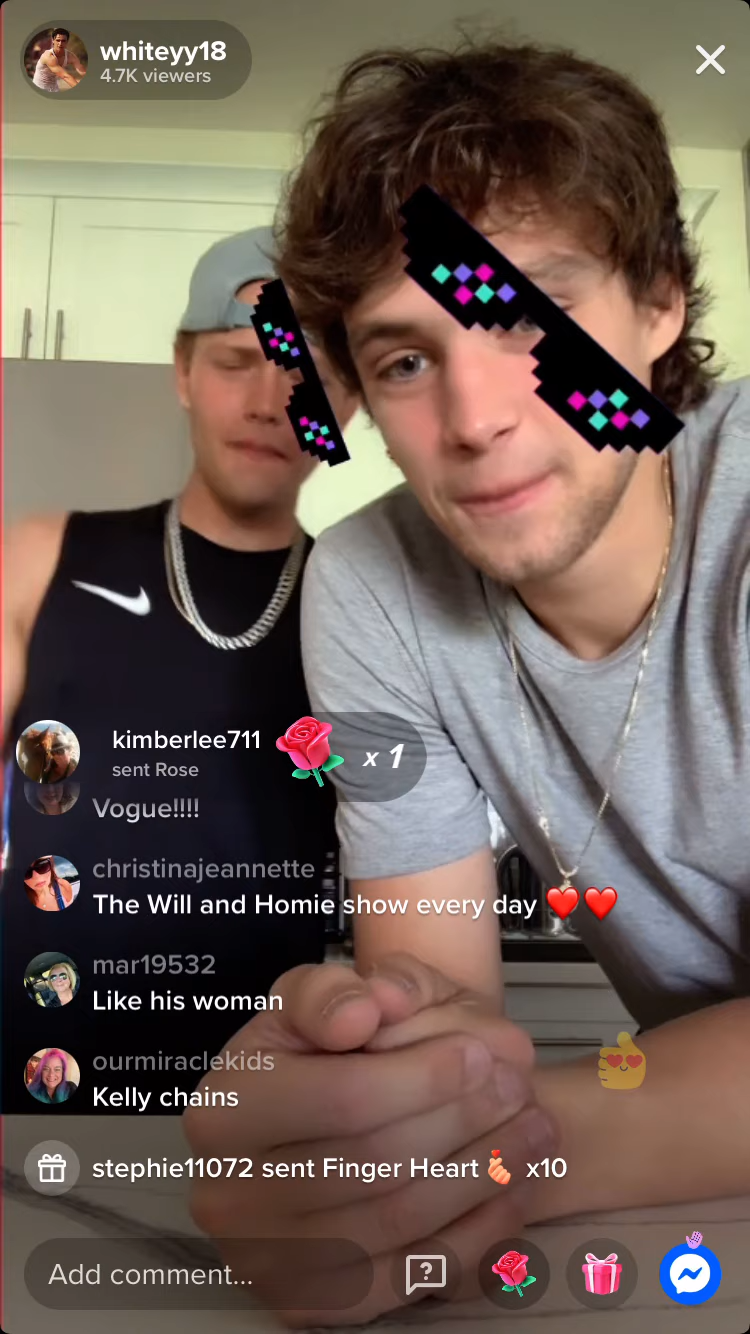 whiteyy18
4.7K viewers
kimberlee711
sent Rose
x 1
Vogue!!!!
christinajeannette
The Will and Homie show every day ❤️❤️
mar19532
Like his woman
ourmiraclekids
Kelly chains
stephie11072 sent Finger Heart x10
Add comment...
?